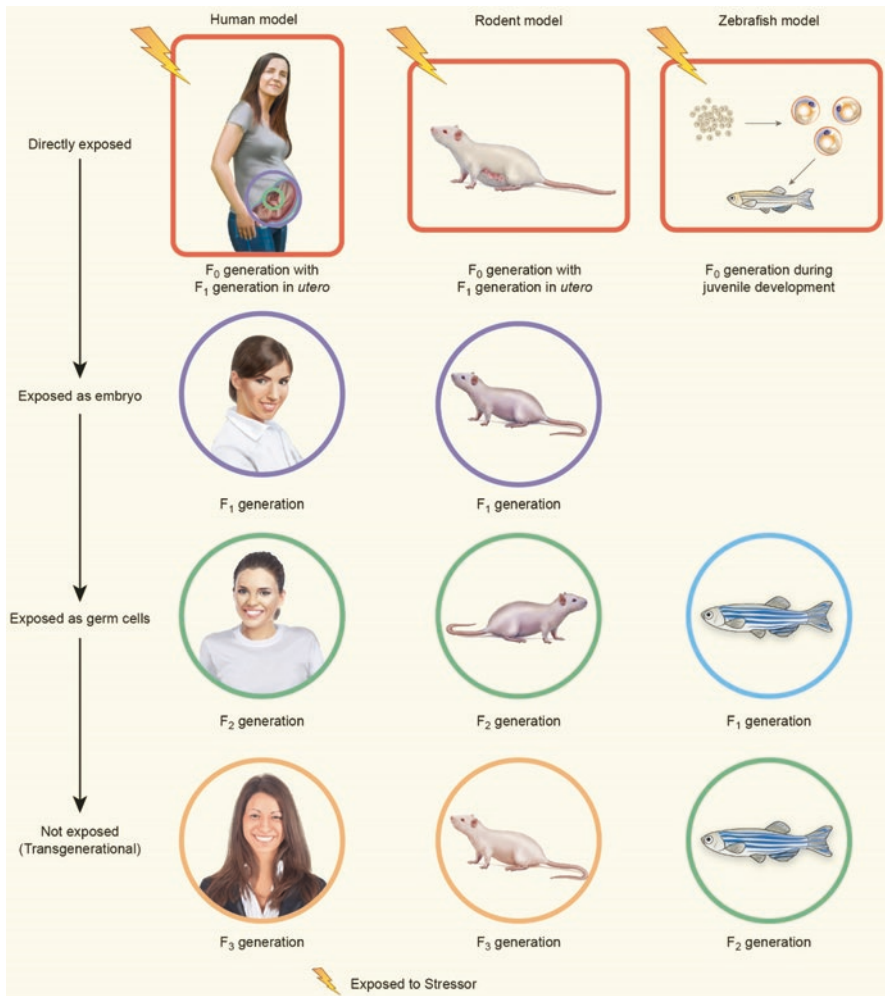 Human model
Rodent model
Zebrafish model
Directly exposed
F₀ generation with
F₁ generation in utero
F₀ generation with
F₁ generation in utero
F₀ generation during
juvenile development
Exposed as embryo
F₁ generation
F₁ generation
Exposed as germ cells
F₂ generation
F₂ generation
F₁ generation
Not exposed
(Transgenerational)
F₃ generation
F₃ generation
F₂ generation
Exposed to Stressor